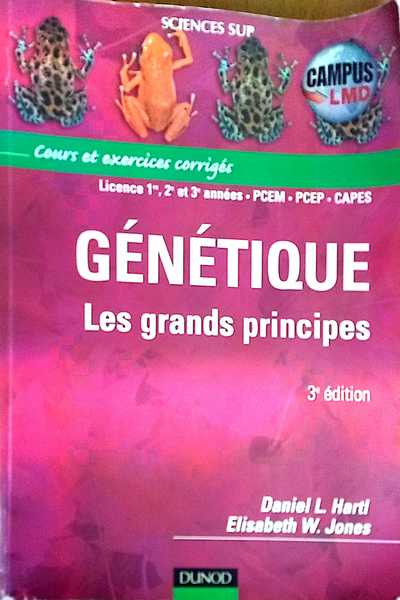 SCIENCES SUP
CAMPUS
LMD
Cours et exercices corrigés
Licence 1re, 2e et 3e années • PCEM • PCEP • CAPES
GÉNÉTIQUE
Les grands principes
3e édition
Daniel L. Hartl
Elisabeth W. Jones
DUNOD